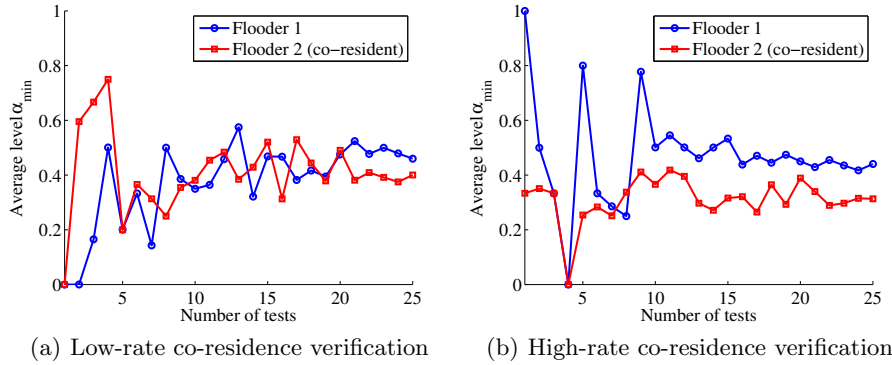 1
0.8
0.6
0.4
0.2
0
Average level α_min
5
10
15
20
25
Number of tests
Flooder 1
Flooder 2 (co-resident)
(a) Low-rate co-residence verification
1
0.8
0.6
0.4
0.2
0
Average level α_min
5
10
15
20
25
Number of tests
Flooder 1
Flooder 2 (co-resident)
(b) High-rate co-residence verification